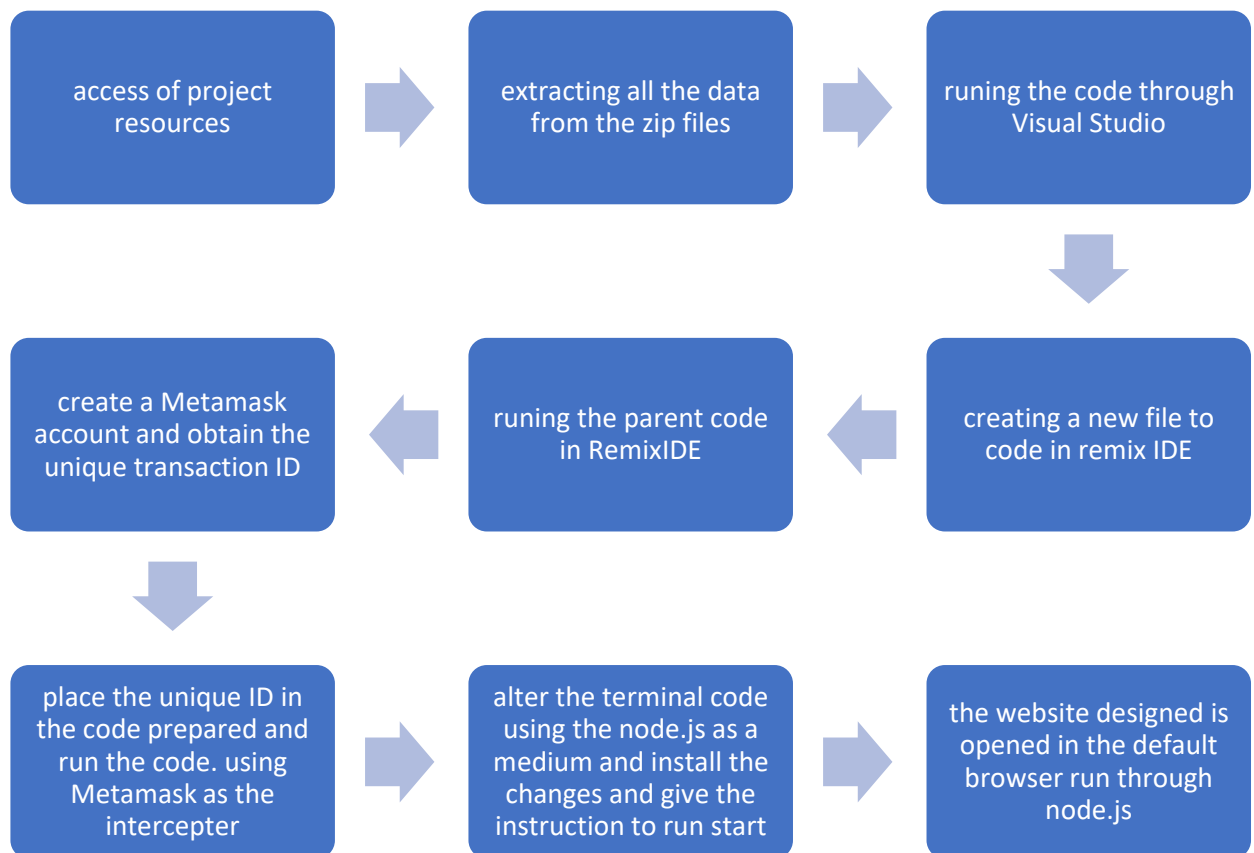 access of project
resources
extracting all the data
from the zip files
runing the code through
Visual Studio
creating a new file to
code in remix IDE
runing the parent code
in RemixIDE
create a Metamask
account and obtain the
unique transaction ID
place the unique ID in
the code prepared and
run the code. using
Metamask as the
intercepter
alter the terminal code
using the node.js as a
medium and install the
changes and give the
instruction to run start
the website designed is
opened in the default
browser run through
node.js